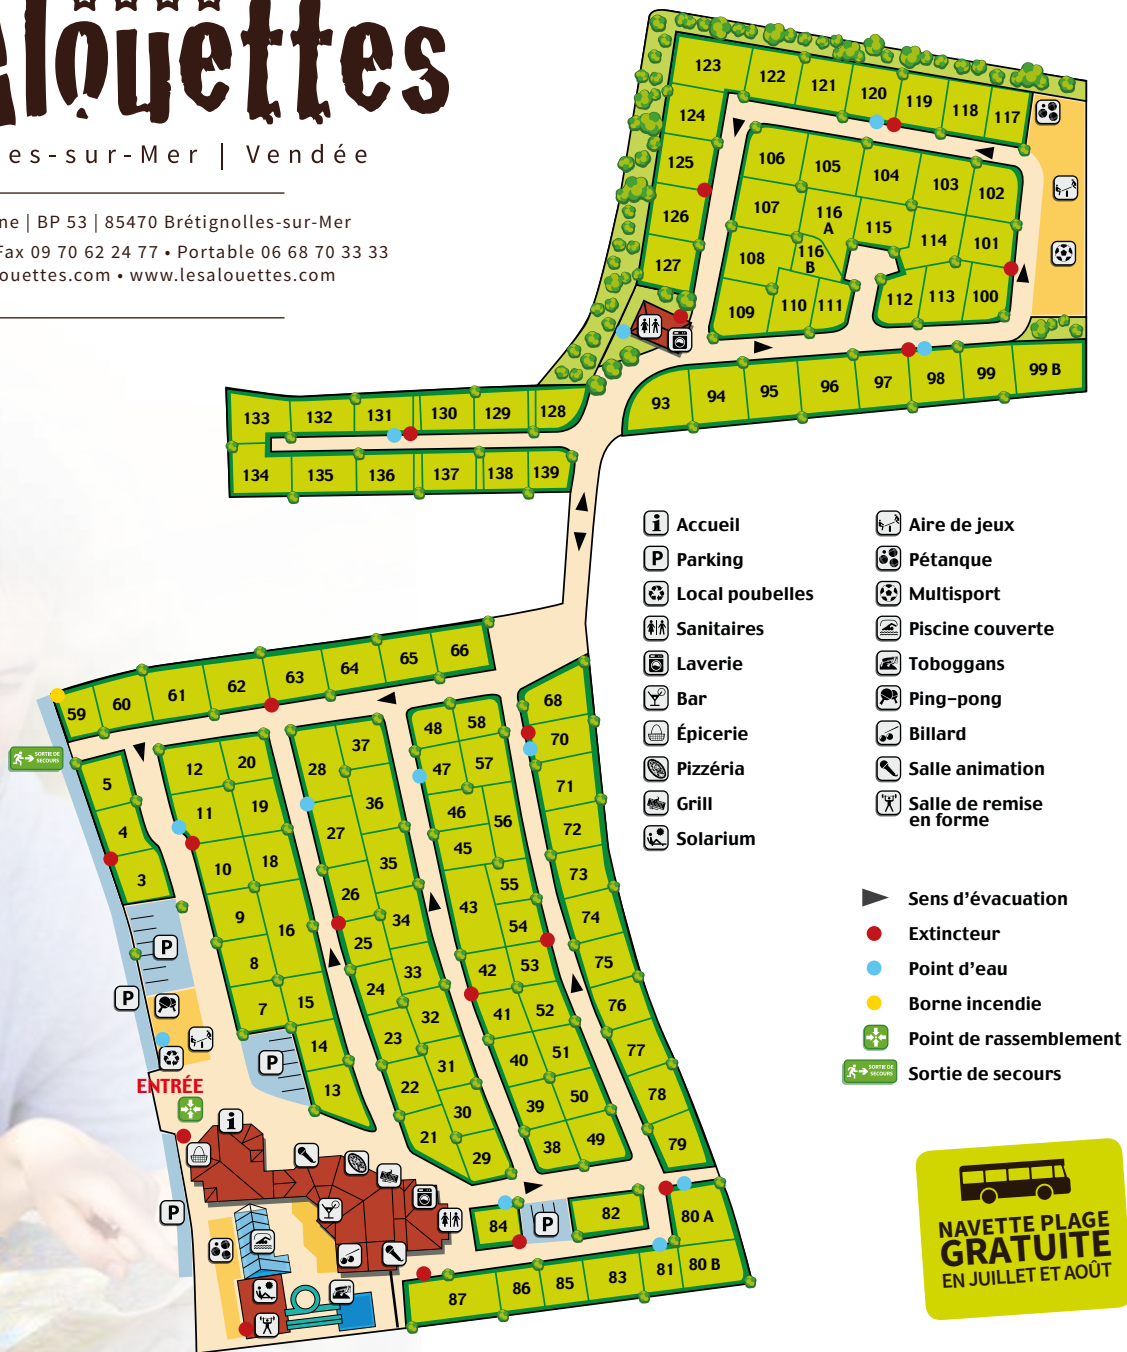 alouettes
es-sur-Mer | Vendée
ne | BP 53 | 85470 Brétignolles-sur-Mer
Fax 09 70 62 24 77 • Portable 06 68 70 33 33
ouettes.com • www.lesalouettes.com
123 122 121 120 119 118 117
124
125
126
127
106 105 104 103 102
107 116 A 115 114 101
108 116 B
109 110 111 112 113 100
93 94 95 96 97 98 99 99 B
133 132 131 130 129 128
134 135 136 137 138 139
i Accueil
P Parking
Local poubelles
Sanitaires
Laverie
Bar
Épicerie
Pizzéria
Grill
Solarium
Aire de jeux
Pétanque
Multisport
Piscine couverte
Toboggans
Ping-pong
Billard
Salle animation
Salle de remise
en forme
Sens d'évacuation
Extincteur
Point d'eau
Borne incendie
Point de rassemblement
SORTIE DE
SECOURS
Sortie de secours
59 60 61 62 63 64 65 66
SORTIE DE
SECOURS
5
4
3
12 20
11 19
10 18
9 16
8
7 15
14
13
37
28 36
27 35
26 34
25 33
24 32
23 31
22 30
21 29
48 58
47 57
46 56
45 55
43 54
42 53
41 52
40 51
39 50
38 49
68
70
71
72
73
74
75
76
77
78
79
P
P
P
ENTRÉE
i
P
84 P 82 80 A
87 86 85 83 81 80 B
NAVETTE PLAGE
GRATUITE
EN JUILLET ET AOÛT